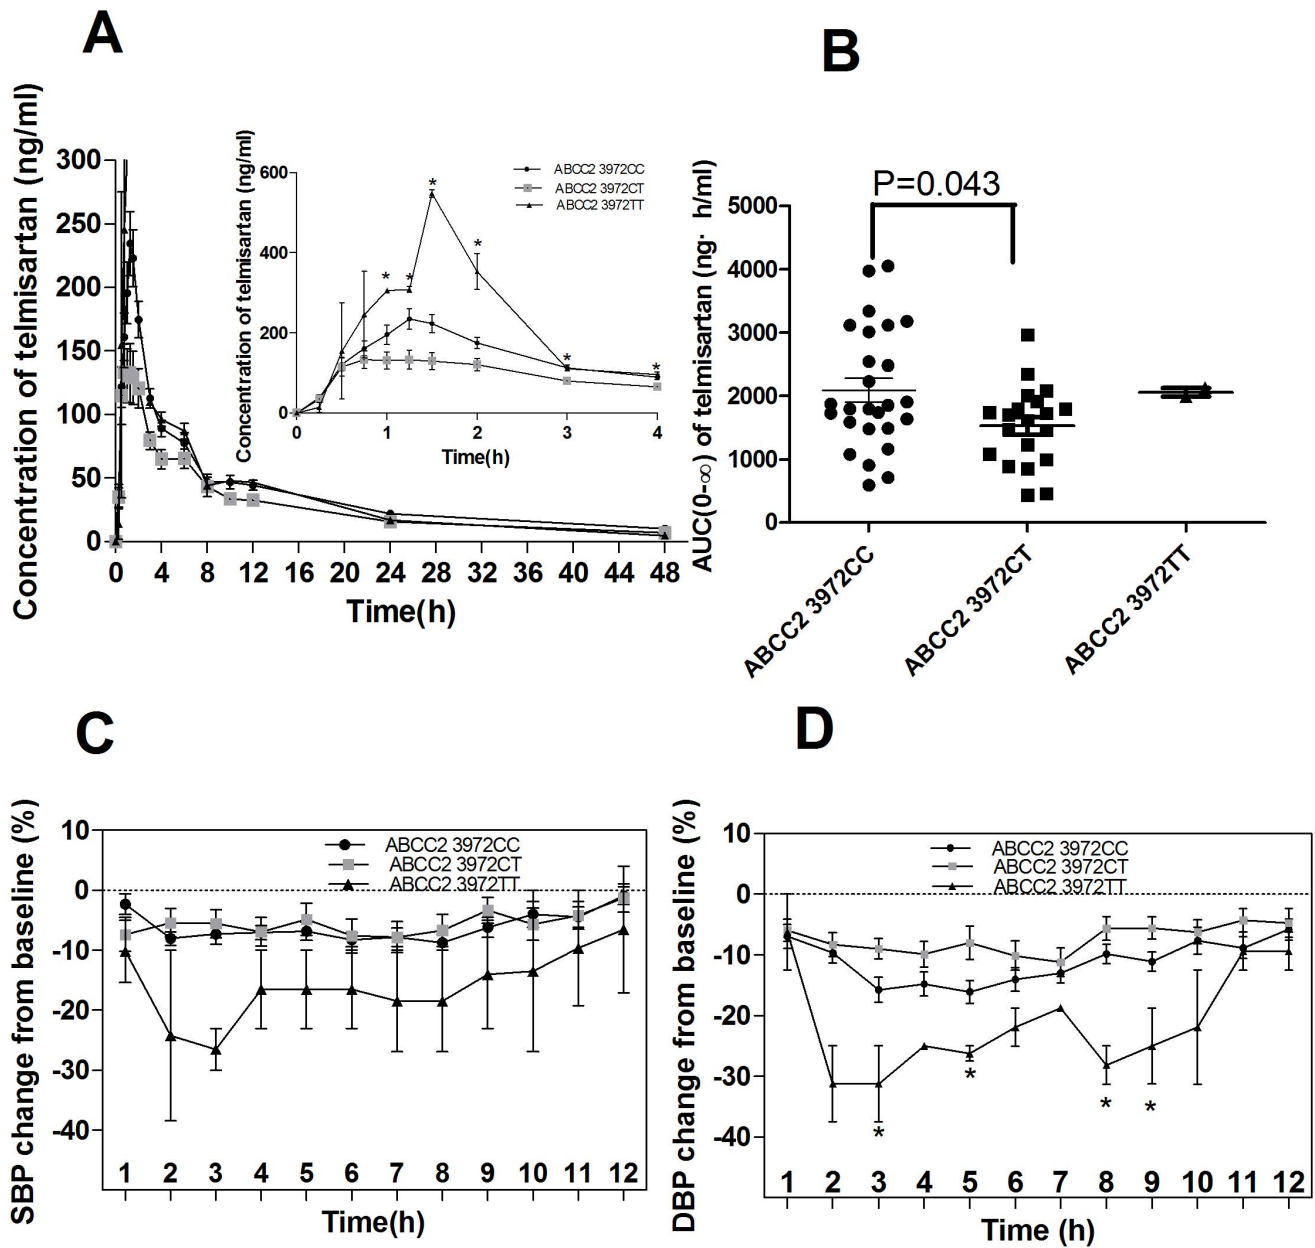 A
Concentration of telmisartan (ng/ml)
300
250
200
150
100
50
0
0 4 8 12 16 20 24 28 32 36 40 44 48
Time(h)
Concentration of telmisartan (ng/ml)
600
400
200
0
0 1 2 3 4
Time(h)
ABCC2 3972CC
ABCC2 3972CT
ABCC2 3972TT
* * * * * *
B
P=0.043
AUC(0-∞) of telmisartan (ng· h/ml)
5000
4000
3000
2000
1000
0
ABCC2 3972CC
ABCC2 3972CT
ABCC2 3972TT
C
SBP change from baseline (%)
10
0
-10
-20
-30
-40
ABCC2 3972CC
ABCC2 3972CT
ABCC2 3972TT
1 2 3 4 5 6 7 8 9 10 11 12
Time(h)
D
DBP change from baseline (%)
10
0
-10
-20
-30
-40
ABCC2 3972CC
ABCC2 3972CT
ABCC2 3972TT
* * * *
1 2 3 4 5 6 7 8 9 10 11 12
Time (h)